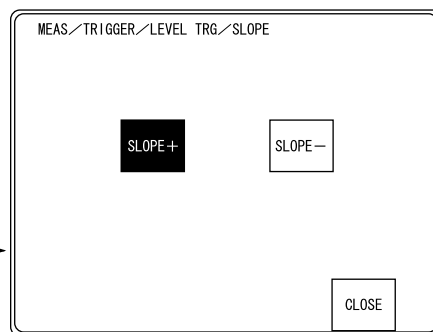 MEAS／TRIGGER／LEVEL TRG／SLOPE
SLOPE＋
SLOPE－
CLOSE